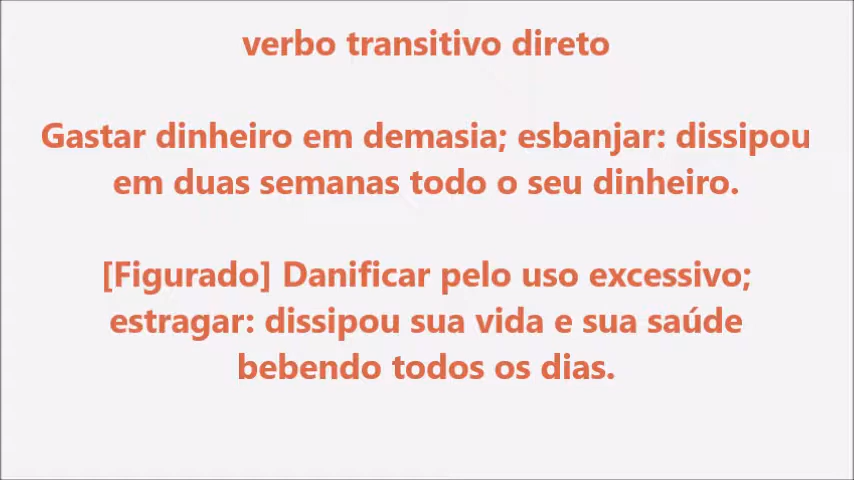 verbo transitivo direto
Gastar dinheiro em demasia; esbanjar: dissipou
em duas semanas todo o seu dinheiro.
[Figurado] Danificar pelo uso excessivo;
estragar: dissipou sua vida e sua saúde
bebendo todos os dias.